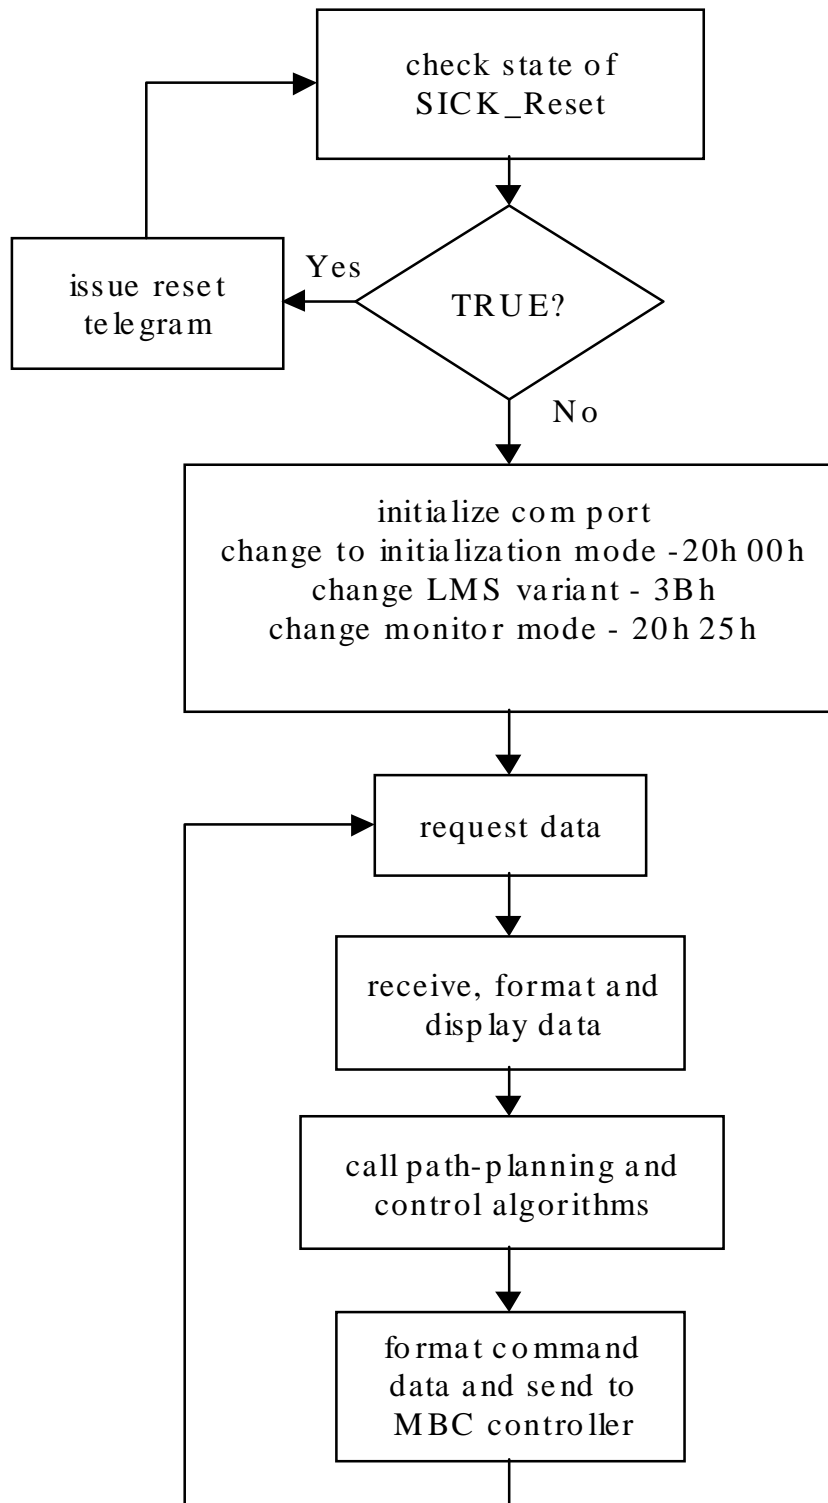 check state of
SICK_Reset
Yes
issue reset
telegram
TRUE?
No
initialize com port
change to initialization mode -20h 00h
change LMS variant - 3Bh
change monitor mode - 20h 25h
request data
receive, format and
display data
call path-planning and
control algorithms
format command
data and send to
MBC controller